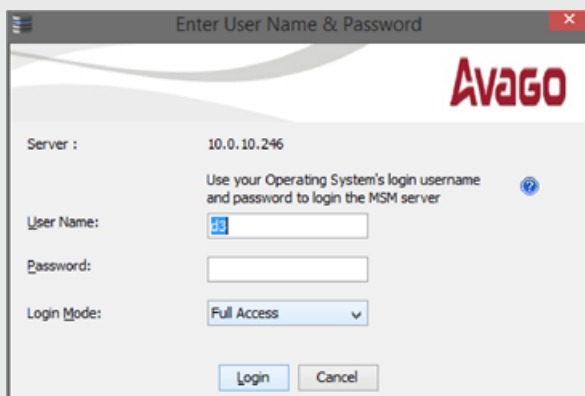 Enter User Name & Password
Avago
Server : 10.0.10.246
Use your Operating System's login username
and password to login the MSM server
User Name: d3
Password:
Login Mode: Full Access
Login Cancel